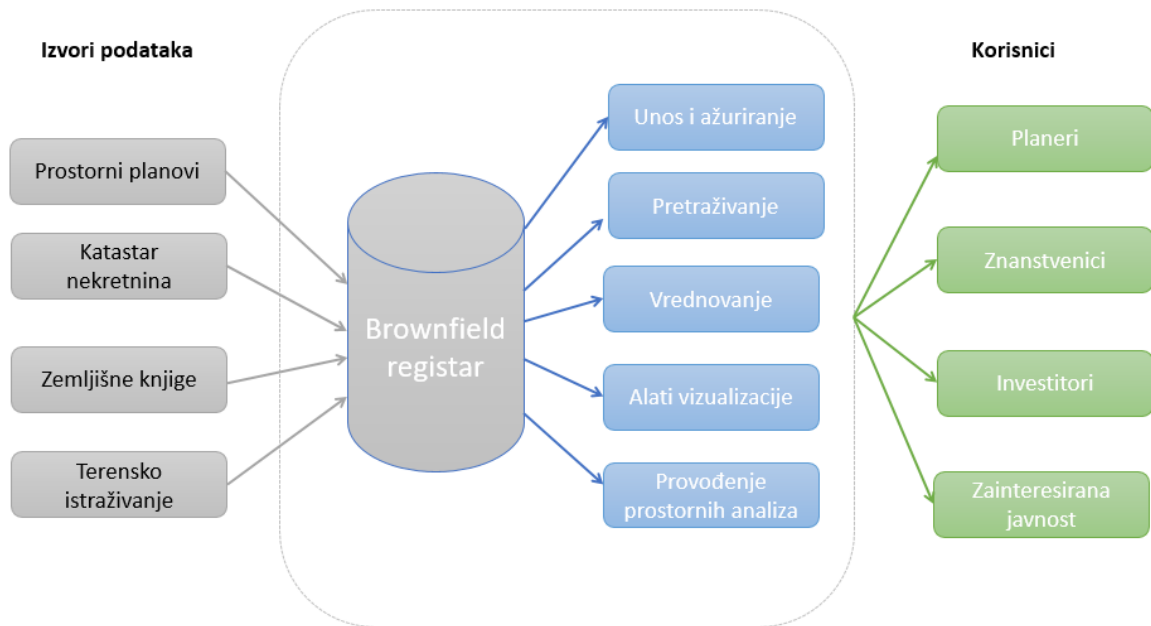 Izvori podataka
Prostorni planovi
Katastar
nekretnina
Zemljišne knjige
Terensko
istraživanje
Brownfield
registar
Unos i ažuriranje
Pretraživanje
Vrednovanje
Alati vizualizacije
Provođenje
prostornih analiza
Korisnici
Planeri
Znanstvenici
Investitori
Zainteresirana
javnost